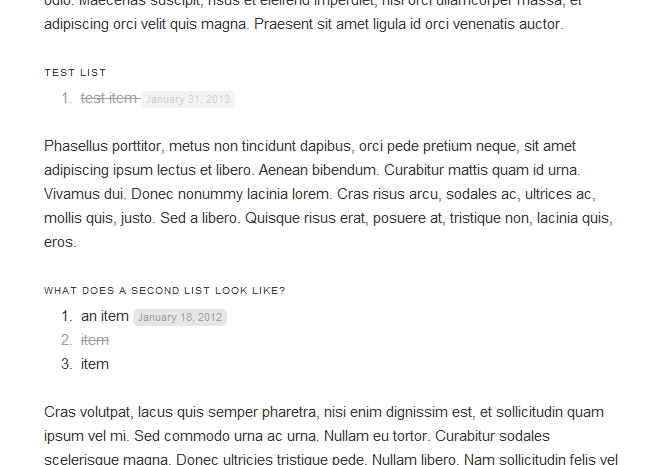 odio. Maecenas suscipit, risus et eleifend imperdiet, nisi orci ullamcorper massa, et
adipiscing orci velit quis magna. Praesent sit amet ligula id orci venenatis auctor.
TEST LIST
1. test item January 31, 2013
Phasellus porttitor, metus non tincidunt dapibus, orci pede pretium neque, sit amet
adipiscing ipsum lectus et libero. Aenean bibendum. Curabitur mattis quam id urna.
Vivamus dui. Donec nonummy lacinia lorem. Cras risus arcu, sodales ac, ultrices ac,
mollis quis, justo. Sed a libero. Quisque risus erat, posuere at, tristique non, lacinia quis,
eros.
WHAT DOES A SECOND LIST LOOK LIKE?
1. an item January 18, 2012
2. item
3. item
Cras volutpat, lacus quis semper pharetra, nisi enim dignissim est, et sollicitudin quam
ipsum vel mi. Sed commodo urna ac urna. Nullam eu tortor. Curabitur sodales
scelerisque magna. Donec ultricies tristique pede. Nullam libero. Nam sollicitudin felis vel